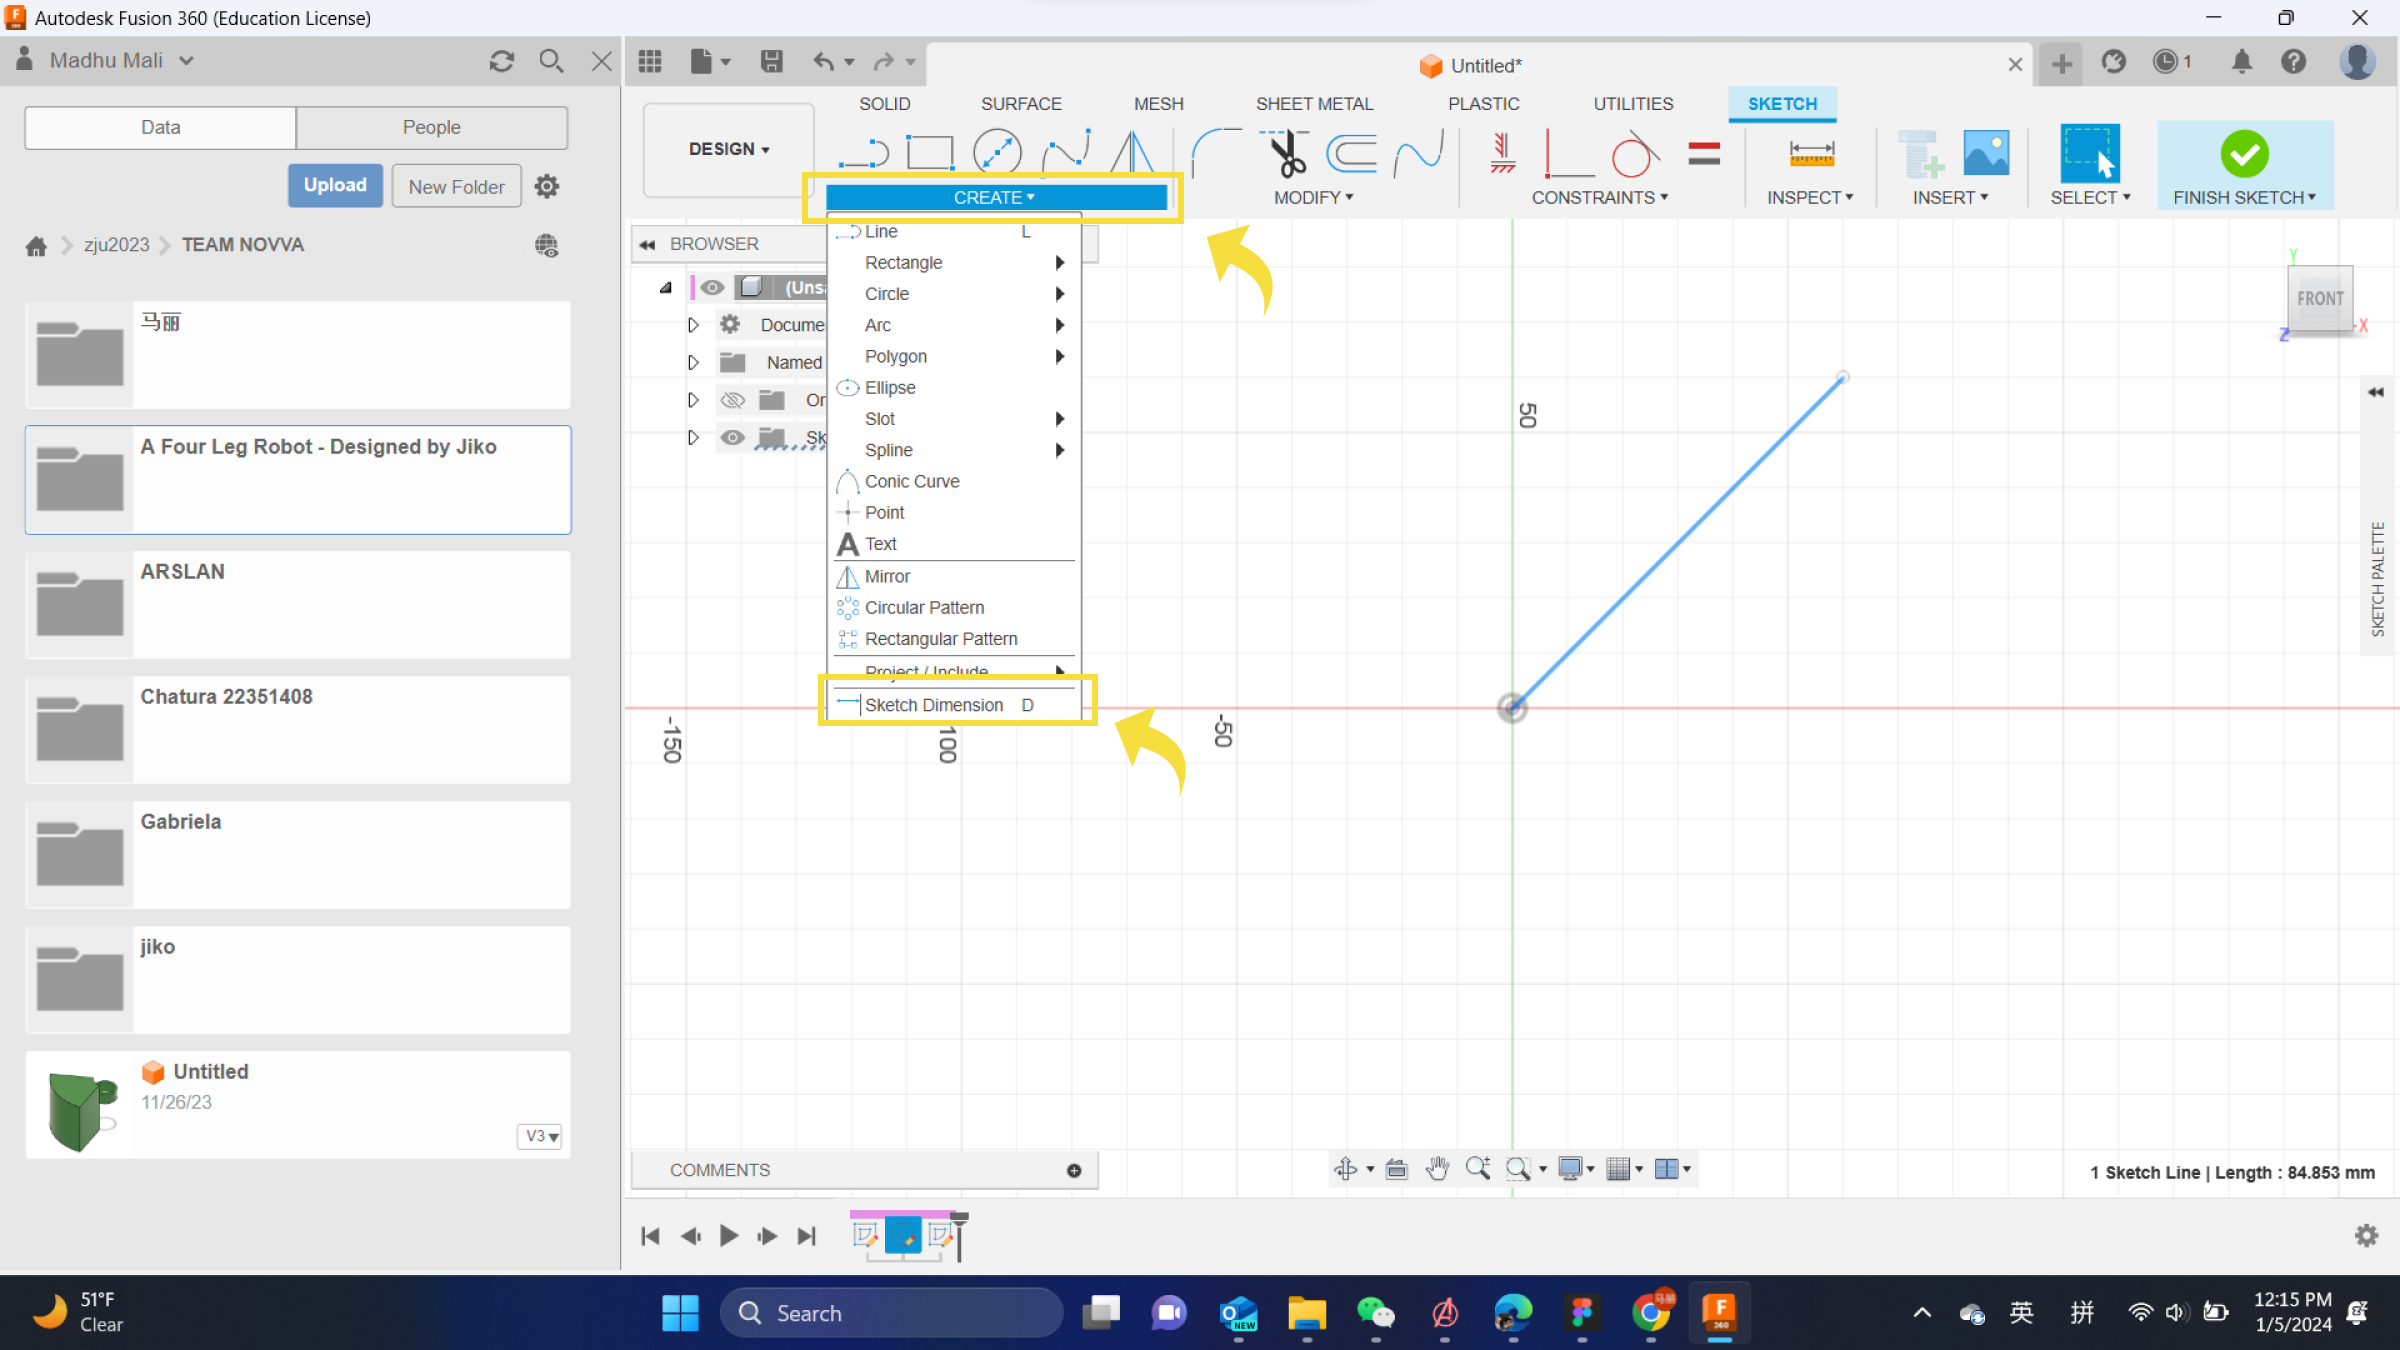 Autodesk Fusion 360 (Education License)
Madhu Mali
Untitled*
1
Data
People
Upload
New Folder
zju2023
TEAM NOVVA
马丽
A Four Leg Robot - Designed by Jiko
ARSLAN
Chatura 22351408
Gabriela
jiko
Untitled
11/26/23
V3
DESIGN
SOLID
SURFACE
MESH
SHEET METAL
PLASTIC
UTILITIES
SKETCH
CREATE
MODIFY
CONSTRAINTS
INSPECT
INSERT
SELECT
FINISH SKETCH
BROWSER
(Uns
Docume
Named
Or
Sk
Line L
Rectangle
Circle
Arc
Polygon
Ellipse
Slot
Spline
Conic Curve
Point
A Text
Mirror
Circular Pattern
Rectangular Pattern
Project / Include
Sketch Dimension D
50
-150
100
-50
Y
FRONT
X
Z
SKETCH PALETTE
COMMENTS
1 Sketch Line | Length : 84.853 mm
51°F
Clear
Search
NEW
马丽
F
360
英
拼
12:15 PM
1/5/2024